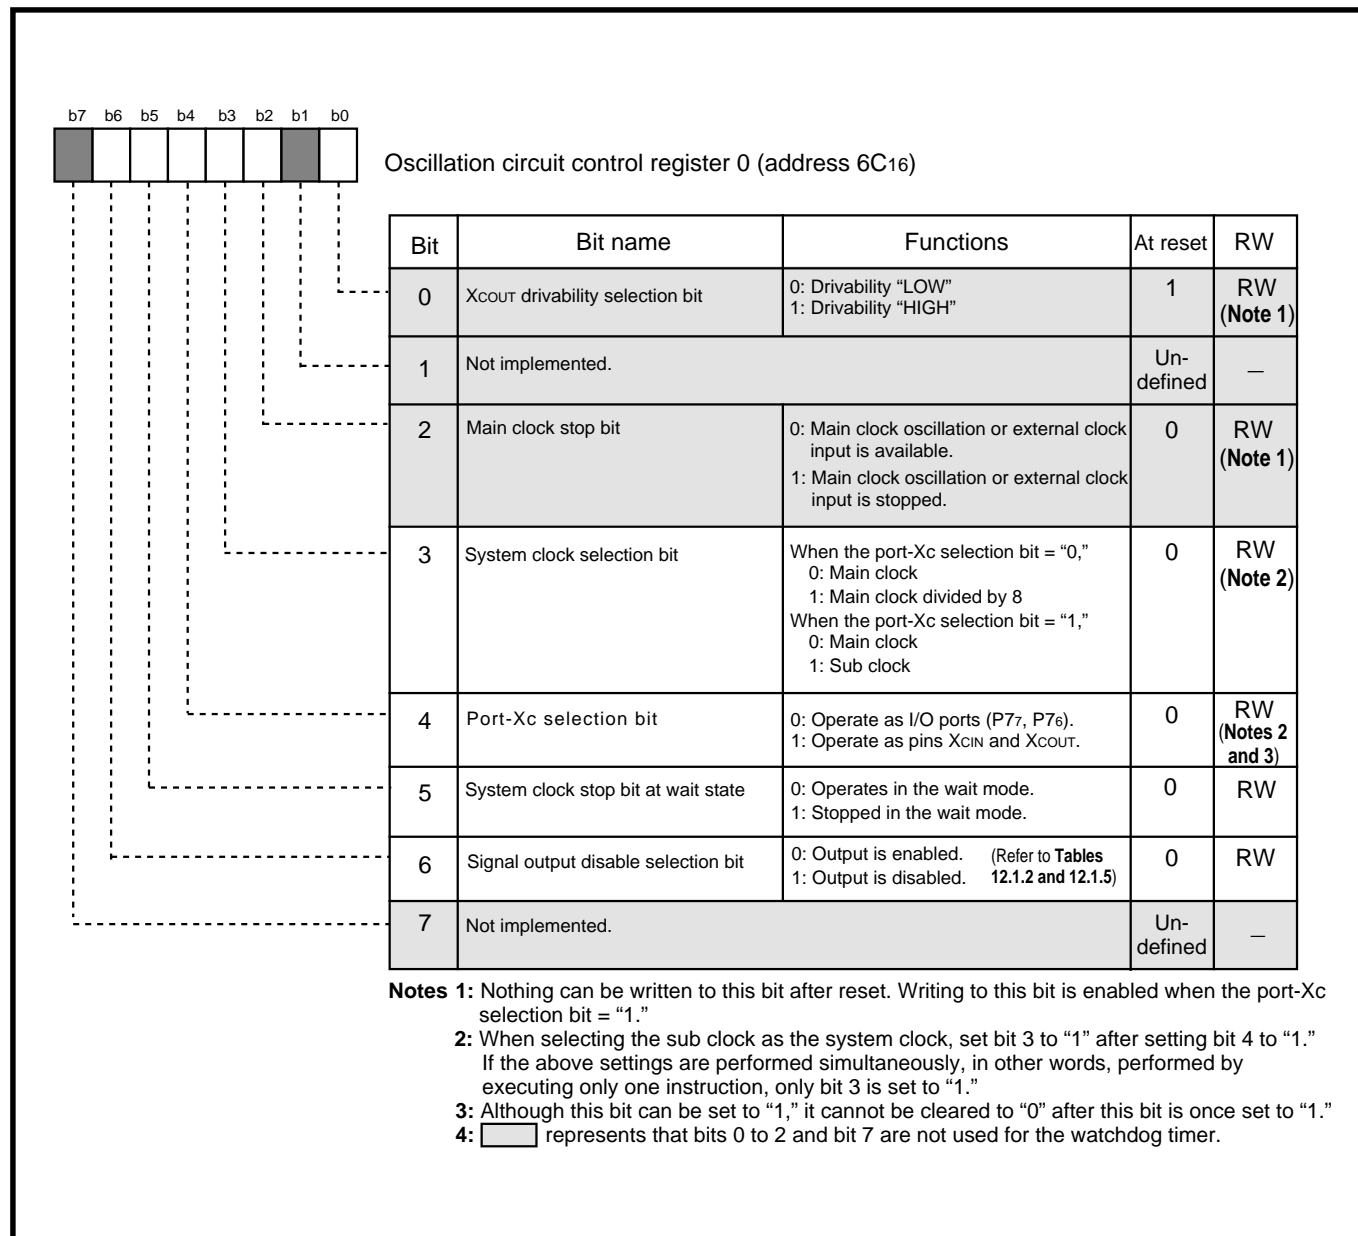 b7 b6 b5 b4 b3 b2 b1 b0
Oscillation circuit control register 0 (address 6C16)
Bit Bit name Functions At reset RW
0 XCOUT drivability selection bit 0: Drivability “LOW” 1 RW
1: Drivability “HIGH” (Note 1)
1 Not implemented. Un- —
defined
2 Main clock stop bit 0: Main clock oscillation or external clock 0 RW
input is available. (Note 1)
1: Main clock oscillation or external clock
input is stopped.
3 System clock selection bit When the port-Xc selection bit = “0,” 0 RW
0: Main clock (Note 2)
1: Main clock divided by 8
When the port-Xc selection bit = “1,”
0: Main clock
1: Sub clock
4 Port-Xc selection bit 0: Operate as I/O ports (P77, P76). 0 RW
1: Operate as pins XCIN and XCOUT. (Notes 2
and 3)
5 System clock stop bit at wait state 0: Operates in the wait mode. 0 RW
1: Stopped in the wait mode.
6 Signal output disable selection bit 0: Output is enabled. (Refer to Tables 0 RW
1: Output is disabled. 12.1.2 and 12.1.5)
7 Not implemented. Un- —
defined
Notes 1: Nothing can be written to this bit after reset. Writing to this bit is enabled when the port-Xc
selection bit = “1.”
2: When selecting the sub clock as the system clock, set bit 3 to “1” after setting bit 4 to “1.”
If the above settings are performed simultaneously, in other words, performed by
executing only one instruction, only bit 3 is set to “1.”
3: Although this bit can be set to “1,” it cannot be cleared to “0” after this bit is once set to “1.”
4: represents that bits 0 to 2 and bit 7 are not used for the watchdog timer.